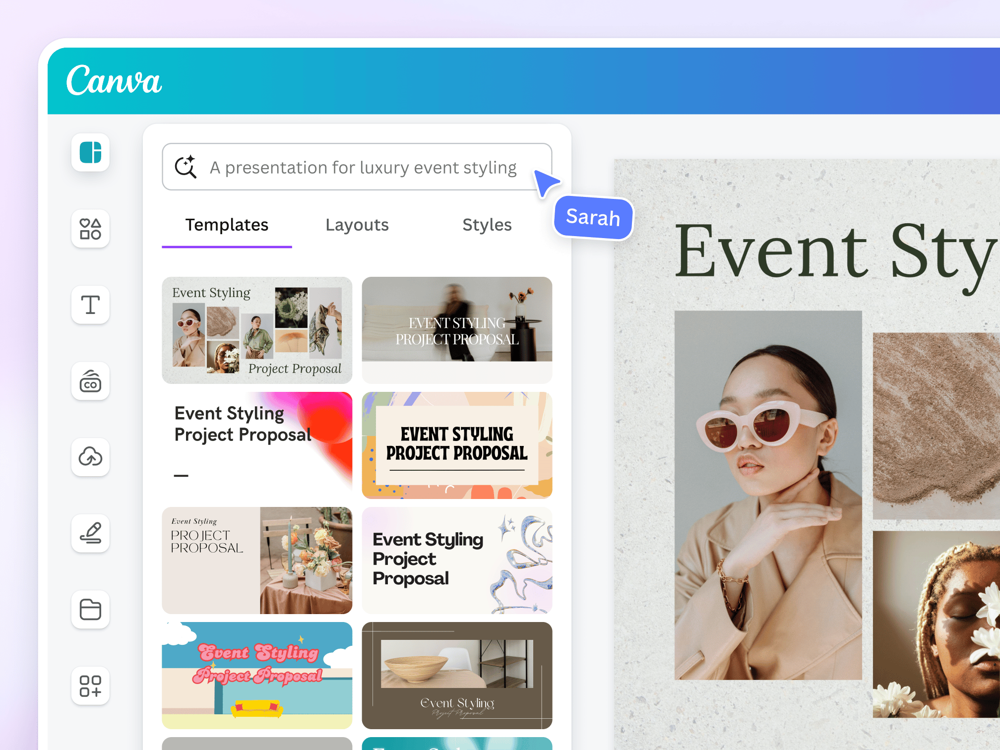 Canva
A presentation for luxury event styling
Sarah
Templates
Layouts
Styles
Event Styling
Project Proposal
EVENT STYLING
PROJECT PROPOSAL
Event Styling
Project Proposal
EVENT STYLING
PROJECT PROPOSAL
Event Styling
PROJECT
PROPOSAL
Event Styling
Project
Proposal
Event Styling
Project Proposal
Event Styling
Project Proposal
CO
Event Sty